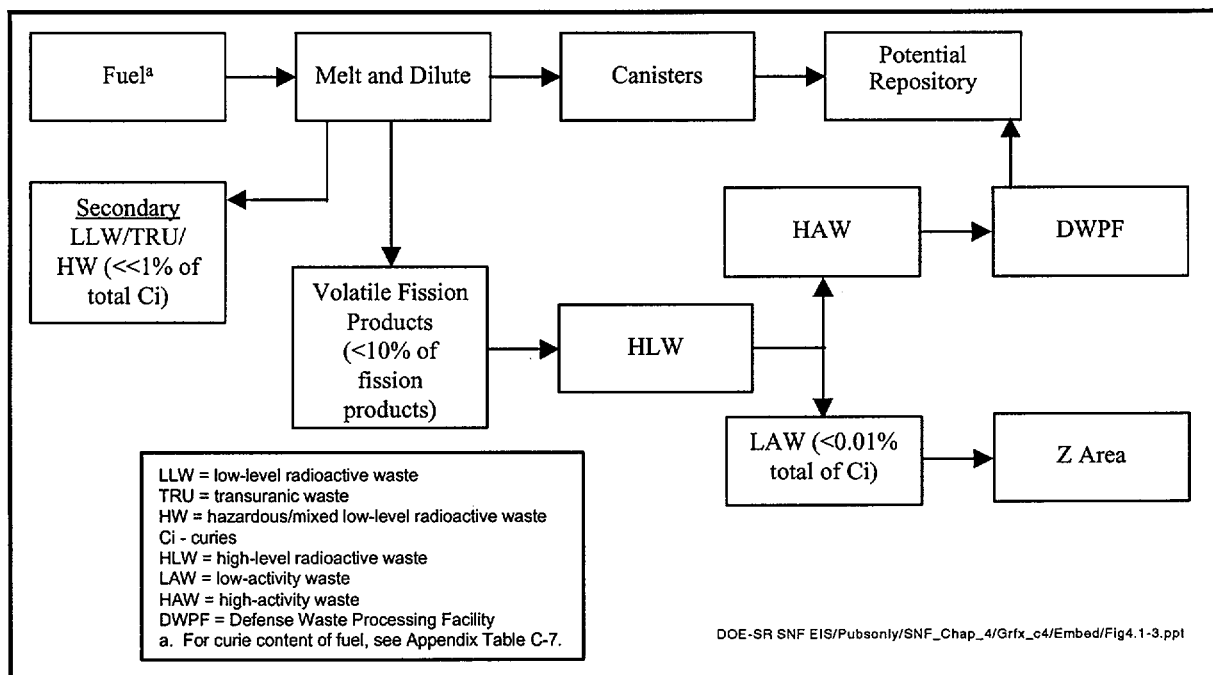 Fuelᵃ
Melt and Dilute
Canisters
Potential
Repository
Secondary
LLW/TRU/
HW (<<1% of
total Ci)
Volatile Fission
Products
(<10% of
fission
products)
HLW
HAW
DWPF
LAW (<0.01%
total of Ci)
Z Area
LLW = low-level radioactive waste
TRU = transuranic waste
HW = hazardous/mixed low-level radioactive waste
Ci - curies
HLW = high-level radioactive waste
LAW = low-activity waste
HAW = high-activity waste
DWPF = Defense Waste Processing Facility
a. For curie content of fuel, see Appendix Table C-7.
DOE-SR SNF EIS/Pubsonly/SNF_Chap_4/Grfx_c4/Embed/Fig4.1-3.ppt